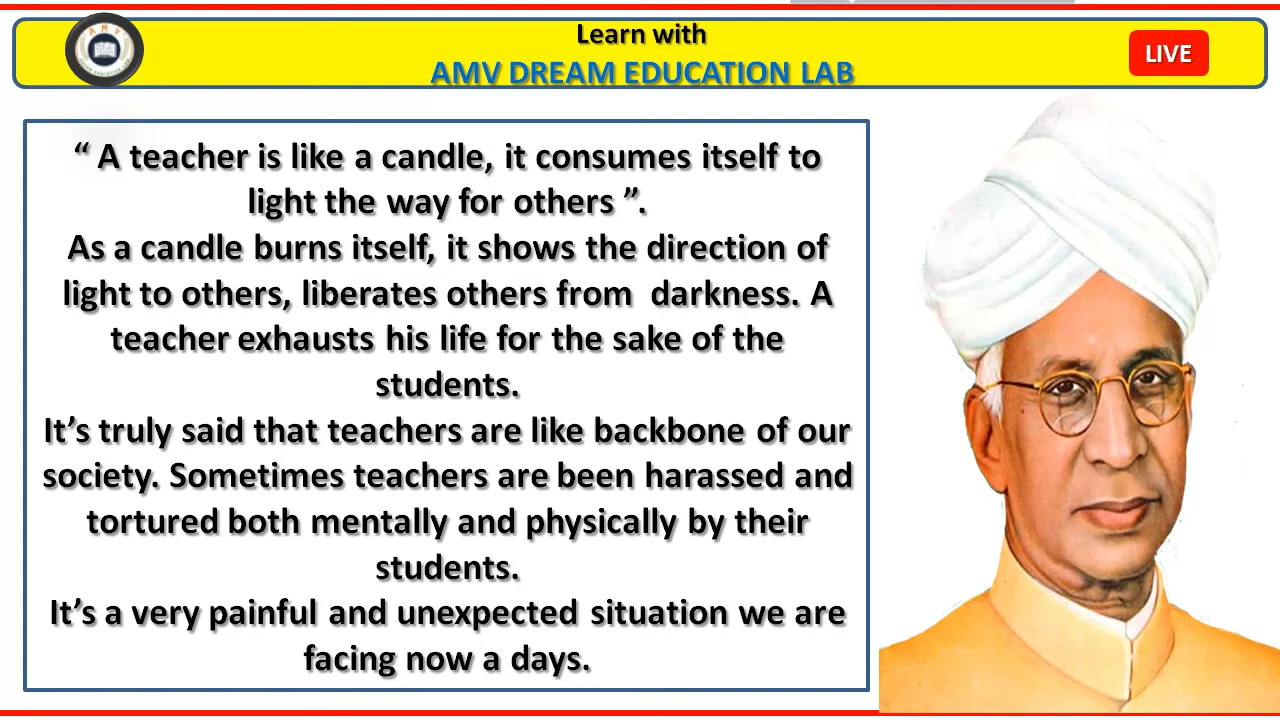 Learn with
AMV DREAM EDUCATION LAB
LIVE
“ A teacher is like a candle, it consumes itself to
light the way for others ”.
As a candle burns itself, it shows the direction of
light to others, liberates others from darkness. A
teacher exhausts his life for the sake of the
students.
It’s truly said that teachers are like backbone of our
society. Sometimes teachers are been harassed and
tortured both mentally and physically by their
students.
It’s a very painful and unexpected situation we are
facing now a days.